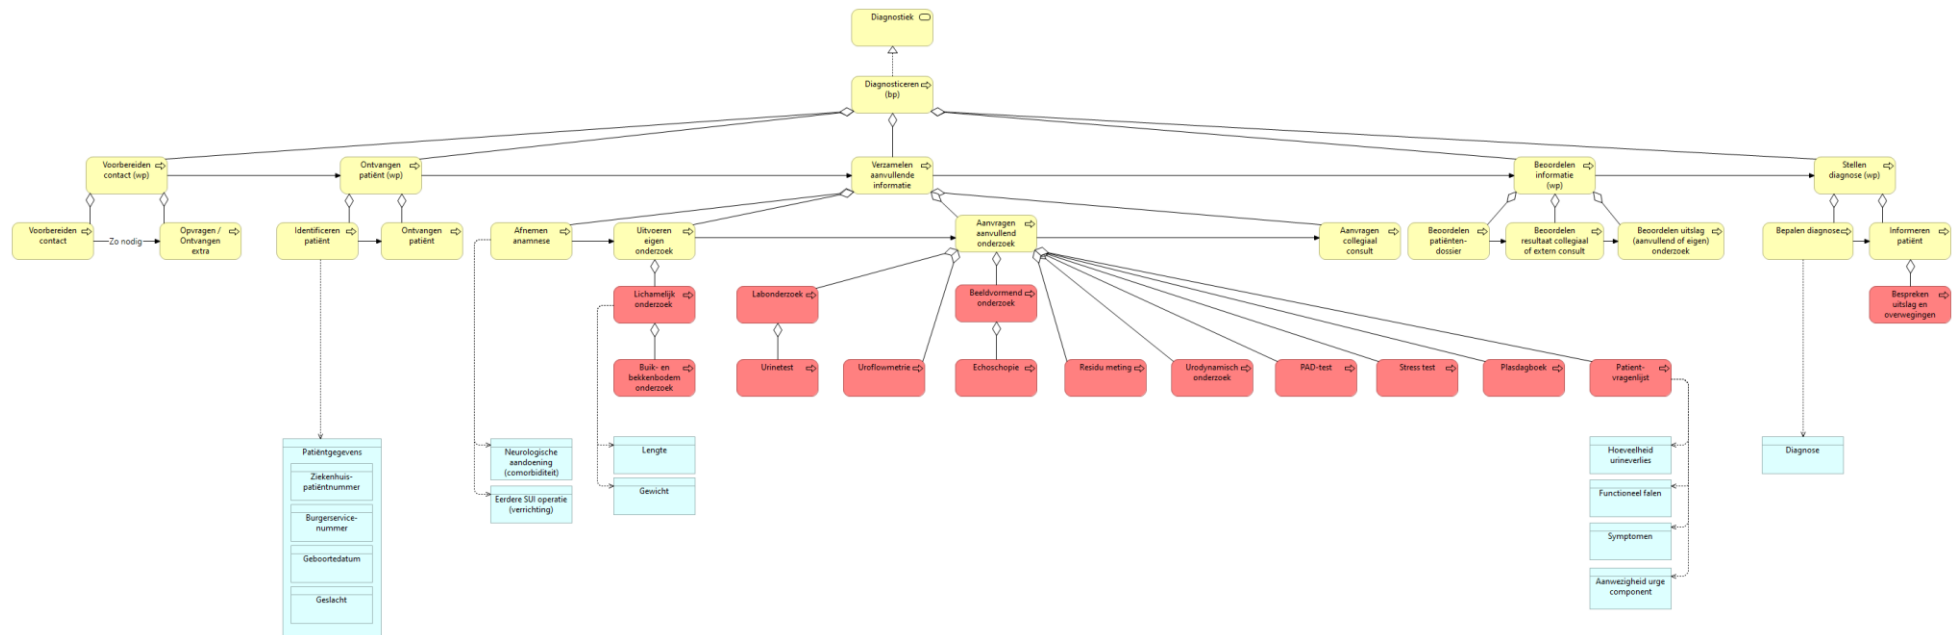 Diagnostiek
Diagnosticeren
(bp)
Voorbereiden
contact (wp)
Ontvangen
patiënt (wp)
Verzamelen
aanvullende
informatie
Beoordelen
informatie
(wp)
Stellen
diagnose (wp)
Voorbereiden
contact
Zo nodig
Opvragen /
Ontvangen
extra
Identificeren
patiënt
Ontvangen
patiënt
Afnemen
anamnese
Uitvoeren
eigen
onderzoek
Aanvragen
aanvullend
onderzoek
Aanvragen
collegiaal
consult
Beoordelen
patiënten-
dossier
Beoordelen
resultaat collegiaal
of extern consult
Beoordelen uitslag
(aanvullend of eigen)
onderzoek
Bepalen diagnose
Informeren
patiënt
Lichamelijk
onderzoek
Labonderzoek
Beeldvormend
onderzoek
Bespreken
uitslag en
overwegingen
Buik- en
bekkenbodem
onderzoek
Urinetest
Uroflowmetrie
Echoschopie
Residu meting
Urodynamisch
onderzoek
PAD-test
Stress test
Plasdagboek
Patient-
vragenlijst
Patiëntgegevens
Ziekenhuis-
patiëntnummer
Burgerservice-
nummer
Geboortedatum
Geslacht
Neurologische
aandoening
(comorbiditeit)
Eerdere SUI operatie
(verrichting)
Lengte
Gewicht
Hoeveelheid
urineverlies
Functioneel falen
Symptomen
Aanwezigheid urge
component
Diagnose